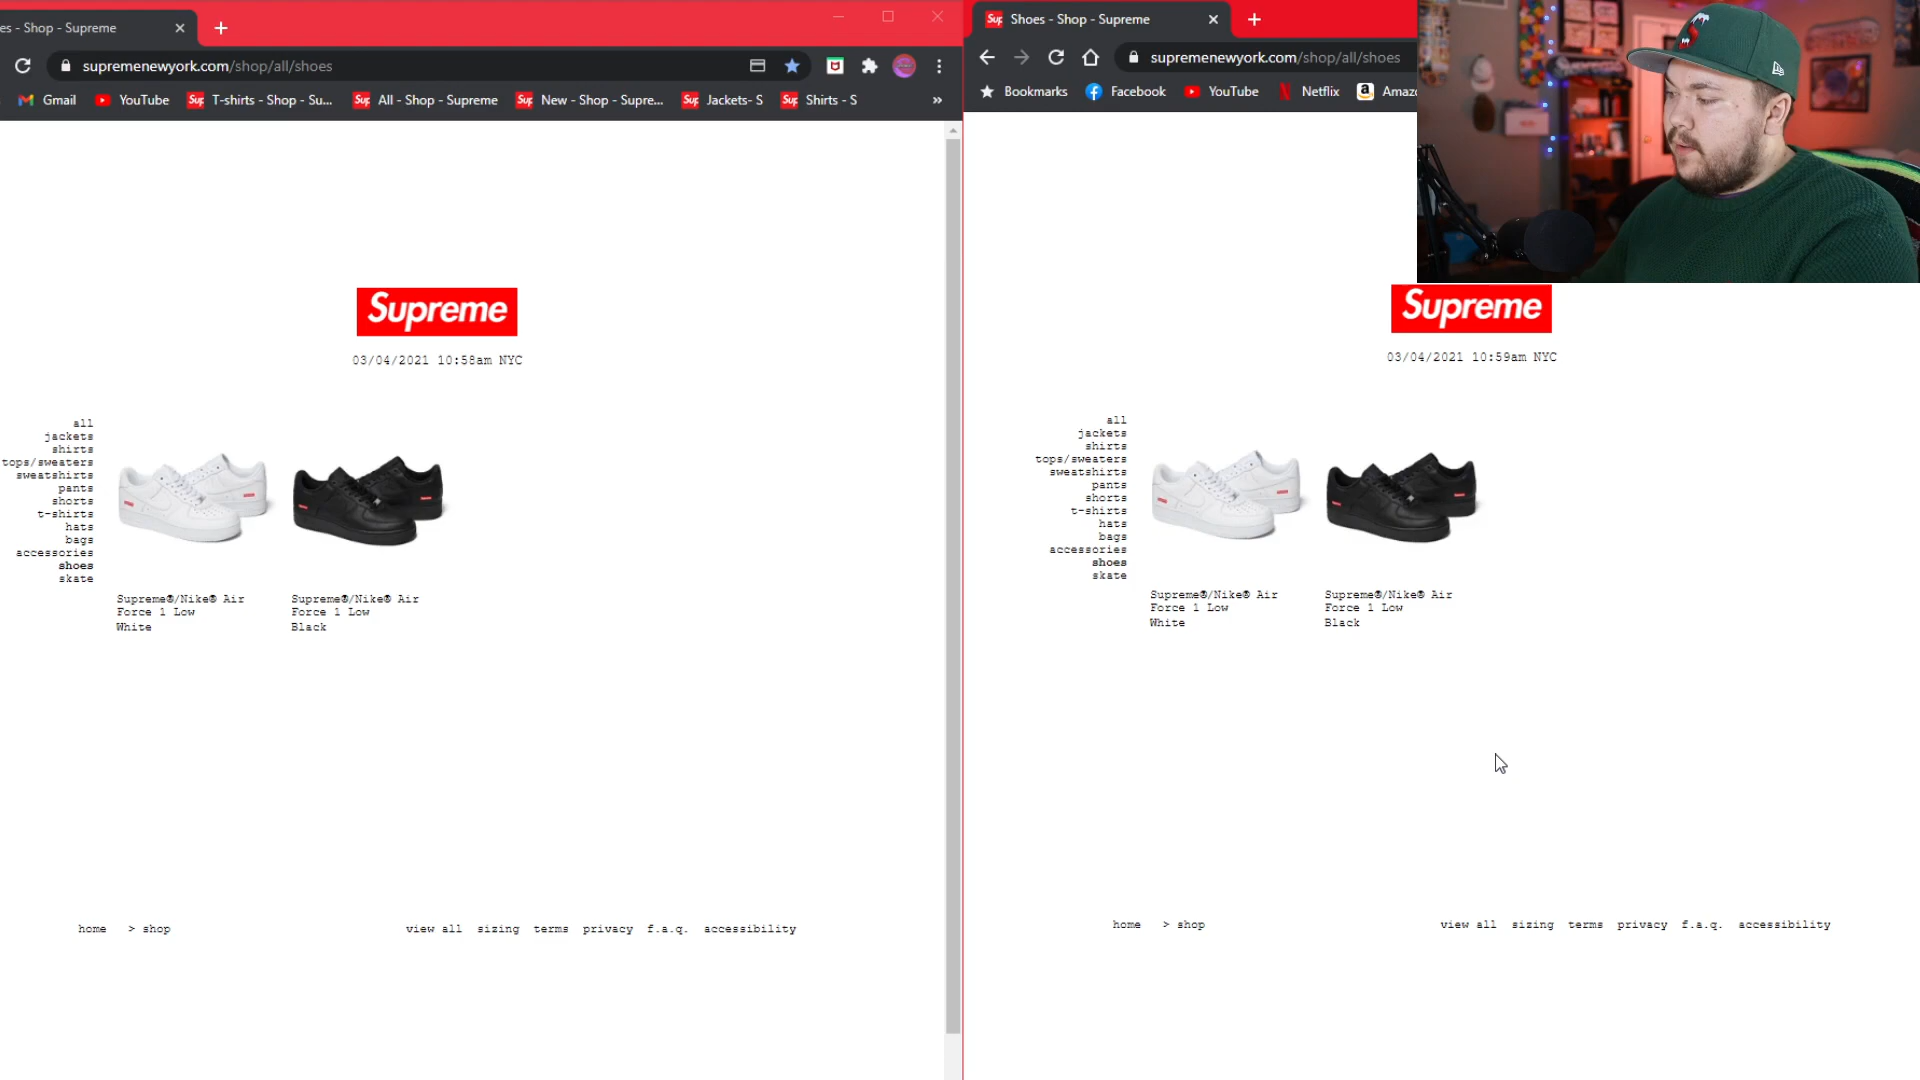 es - Shop - Supreme
supremenewyork.com/shop/all/shoes
Gmail YouTube T-shirts - Shop - Su... All - Shop - Supreme New - Shop - Supre... Jackets- S Shirts - S »
Supreme
03/04/2021 10:58am NYC
all
jackets
shirts
tops/sweaters
sweatshirts
pants
shorts
t-shirts
hats
bags
accessories
shoes
skate
Supreme®/Nike® Air
Force 1 Low
White
Supreme®/Nike® Air
Force 1 Low
Black
home > shop
view all sizing terms privacy f.a.q. accessibility
Sup Shoes - Shop - Supreme
supremenewyork.com/shop/all/shoes
Bookmarks Facebook YouTube Netflix Amazo
Supreme
03/04/2021 10:59am NYC
all
jackets
shirts
tops/sweaters
sweatshirts
pants
shorts
t-shirts
hats
bags
accessories
shoes
skate
Supreme®/Nike® Air
Force 1 Low
White
Supreme®/Nike® Air
Force 1 Low
Black
home > shop
view all sizing terms privacy f.a.q. accessibility